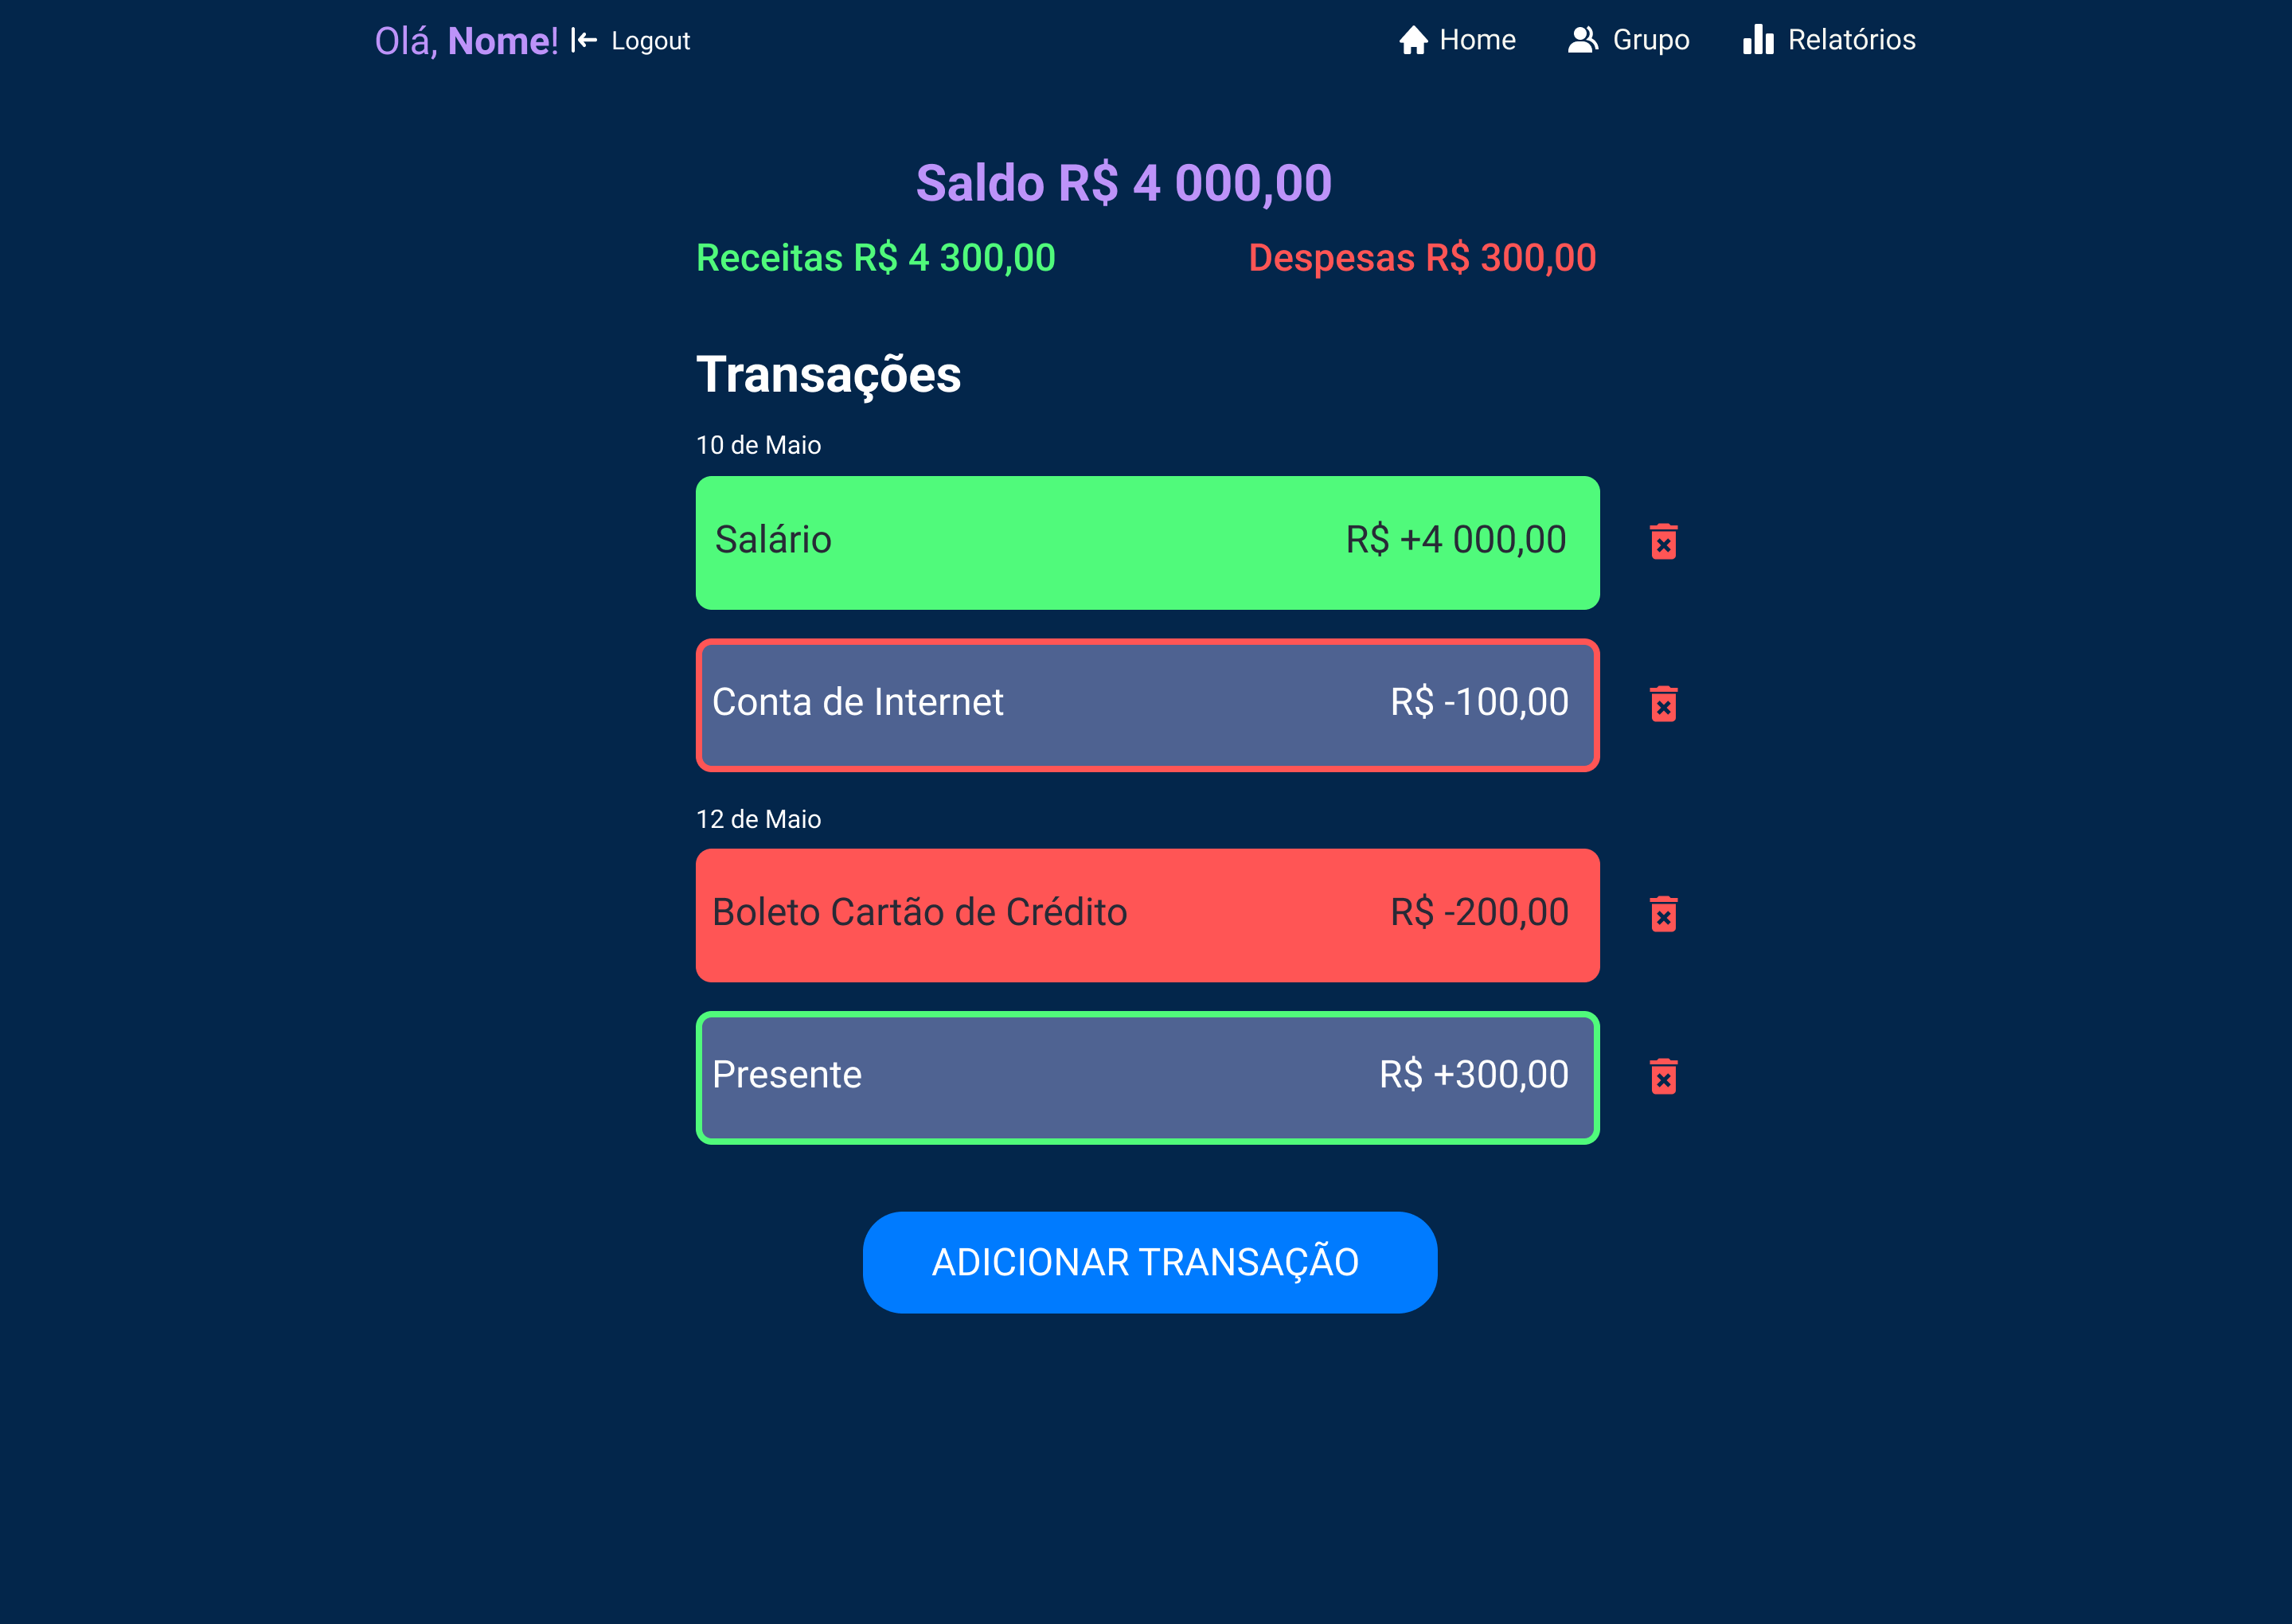 Olá, Nome! Logout Home Grupo Relatórios
Saldo R$ 4 000,00
Receitas R$ 4 300,00 Despesas R$ 300,00
Transações
10 de Maio
Salário R$ +4 000,00
Conta de Internet R$ -100,00
12 de Maio
Boleto Cartão de Crédito R$ -200,00
Presente R$ +300,00
ADICIONAR TRANSAÇÃO